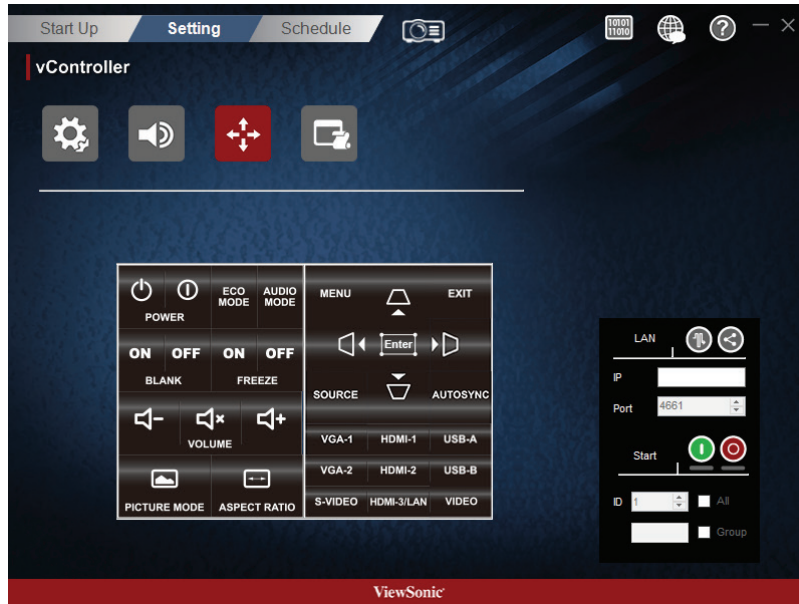 Start Up Setting Schedule
10101
11010
?
vController
ECO MODE
AUDIO MODE
POWER
ON OFF ON OFF
BLANK FREEZE
VOLUME
PICTURE MODE ASPECT RATIO
MENU EXIT
Enter
SOURCE AUTOSYNC
VGA-1 HDMI-1 USB-A
VGA-2 HDMI-2 USB-B
S-VIDEO HDMI-3/LAN VIDEO
LAN
IP
Port 4661
Start
ID 1 All
Group
ViewSonic